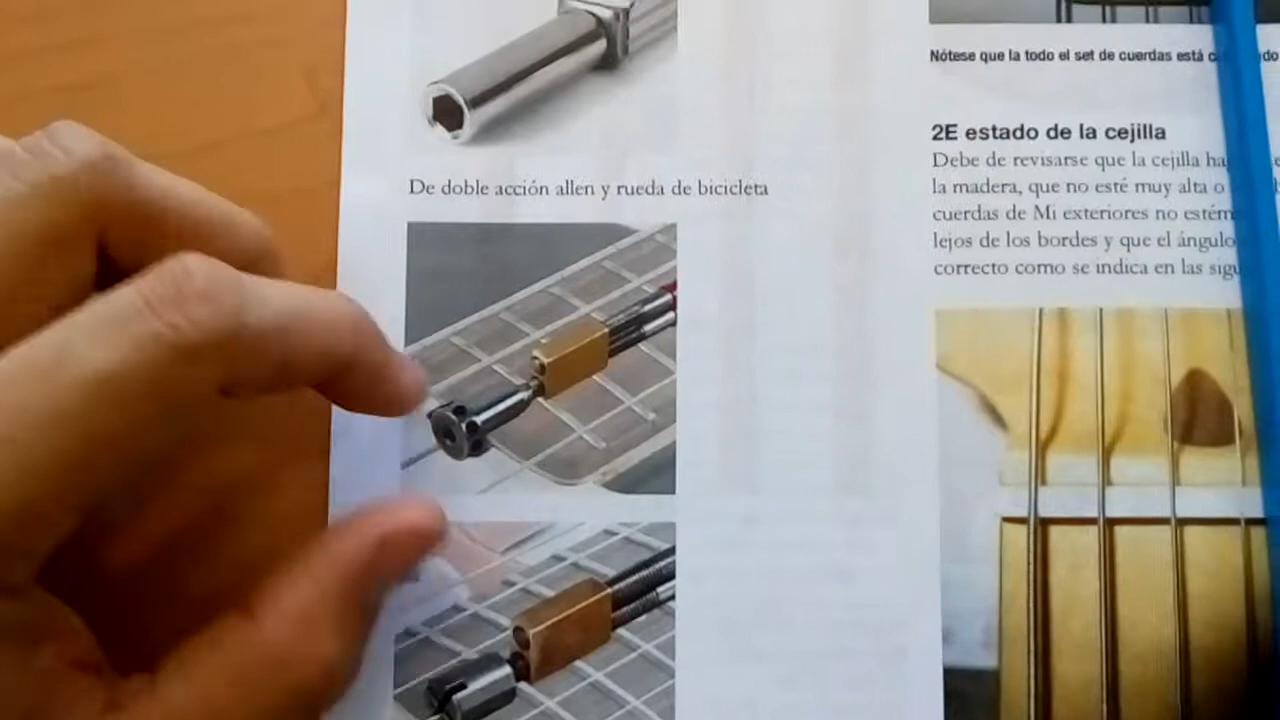 De doble acción allen y rueda de bicicleta
Nótese que la todo el set de cuerdas está
2E estado de la cejilla
Debe de revisarse que la cejilla
la madera, que no esté muy alta o
cuerdas de Mi exteriores no estém
lejos de los bordes y que el ángulo
correcto como se indica en las